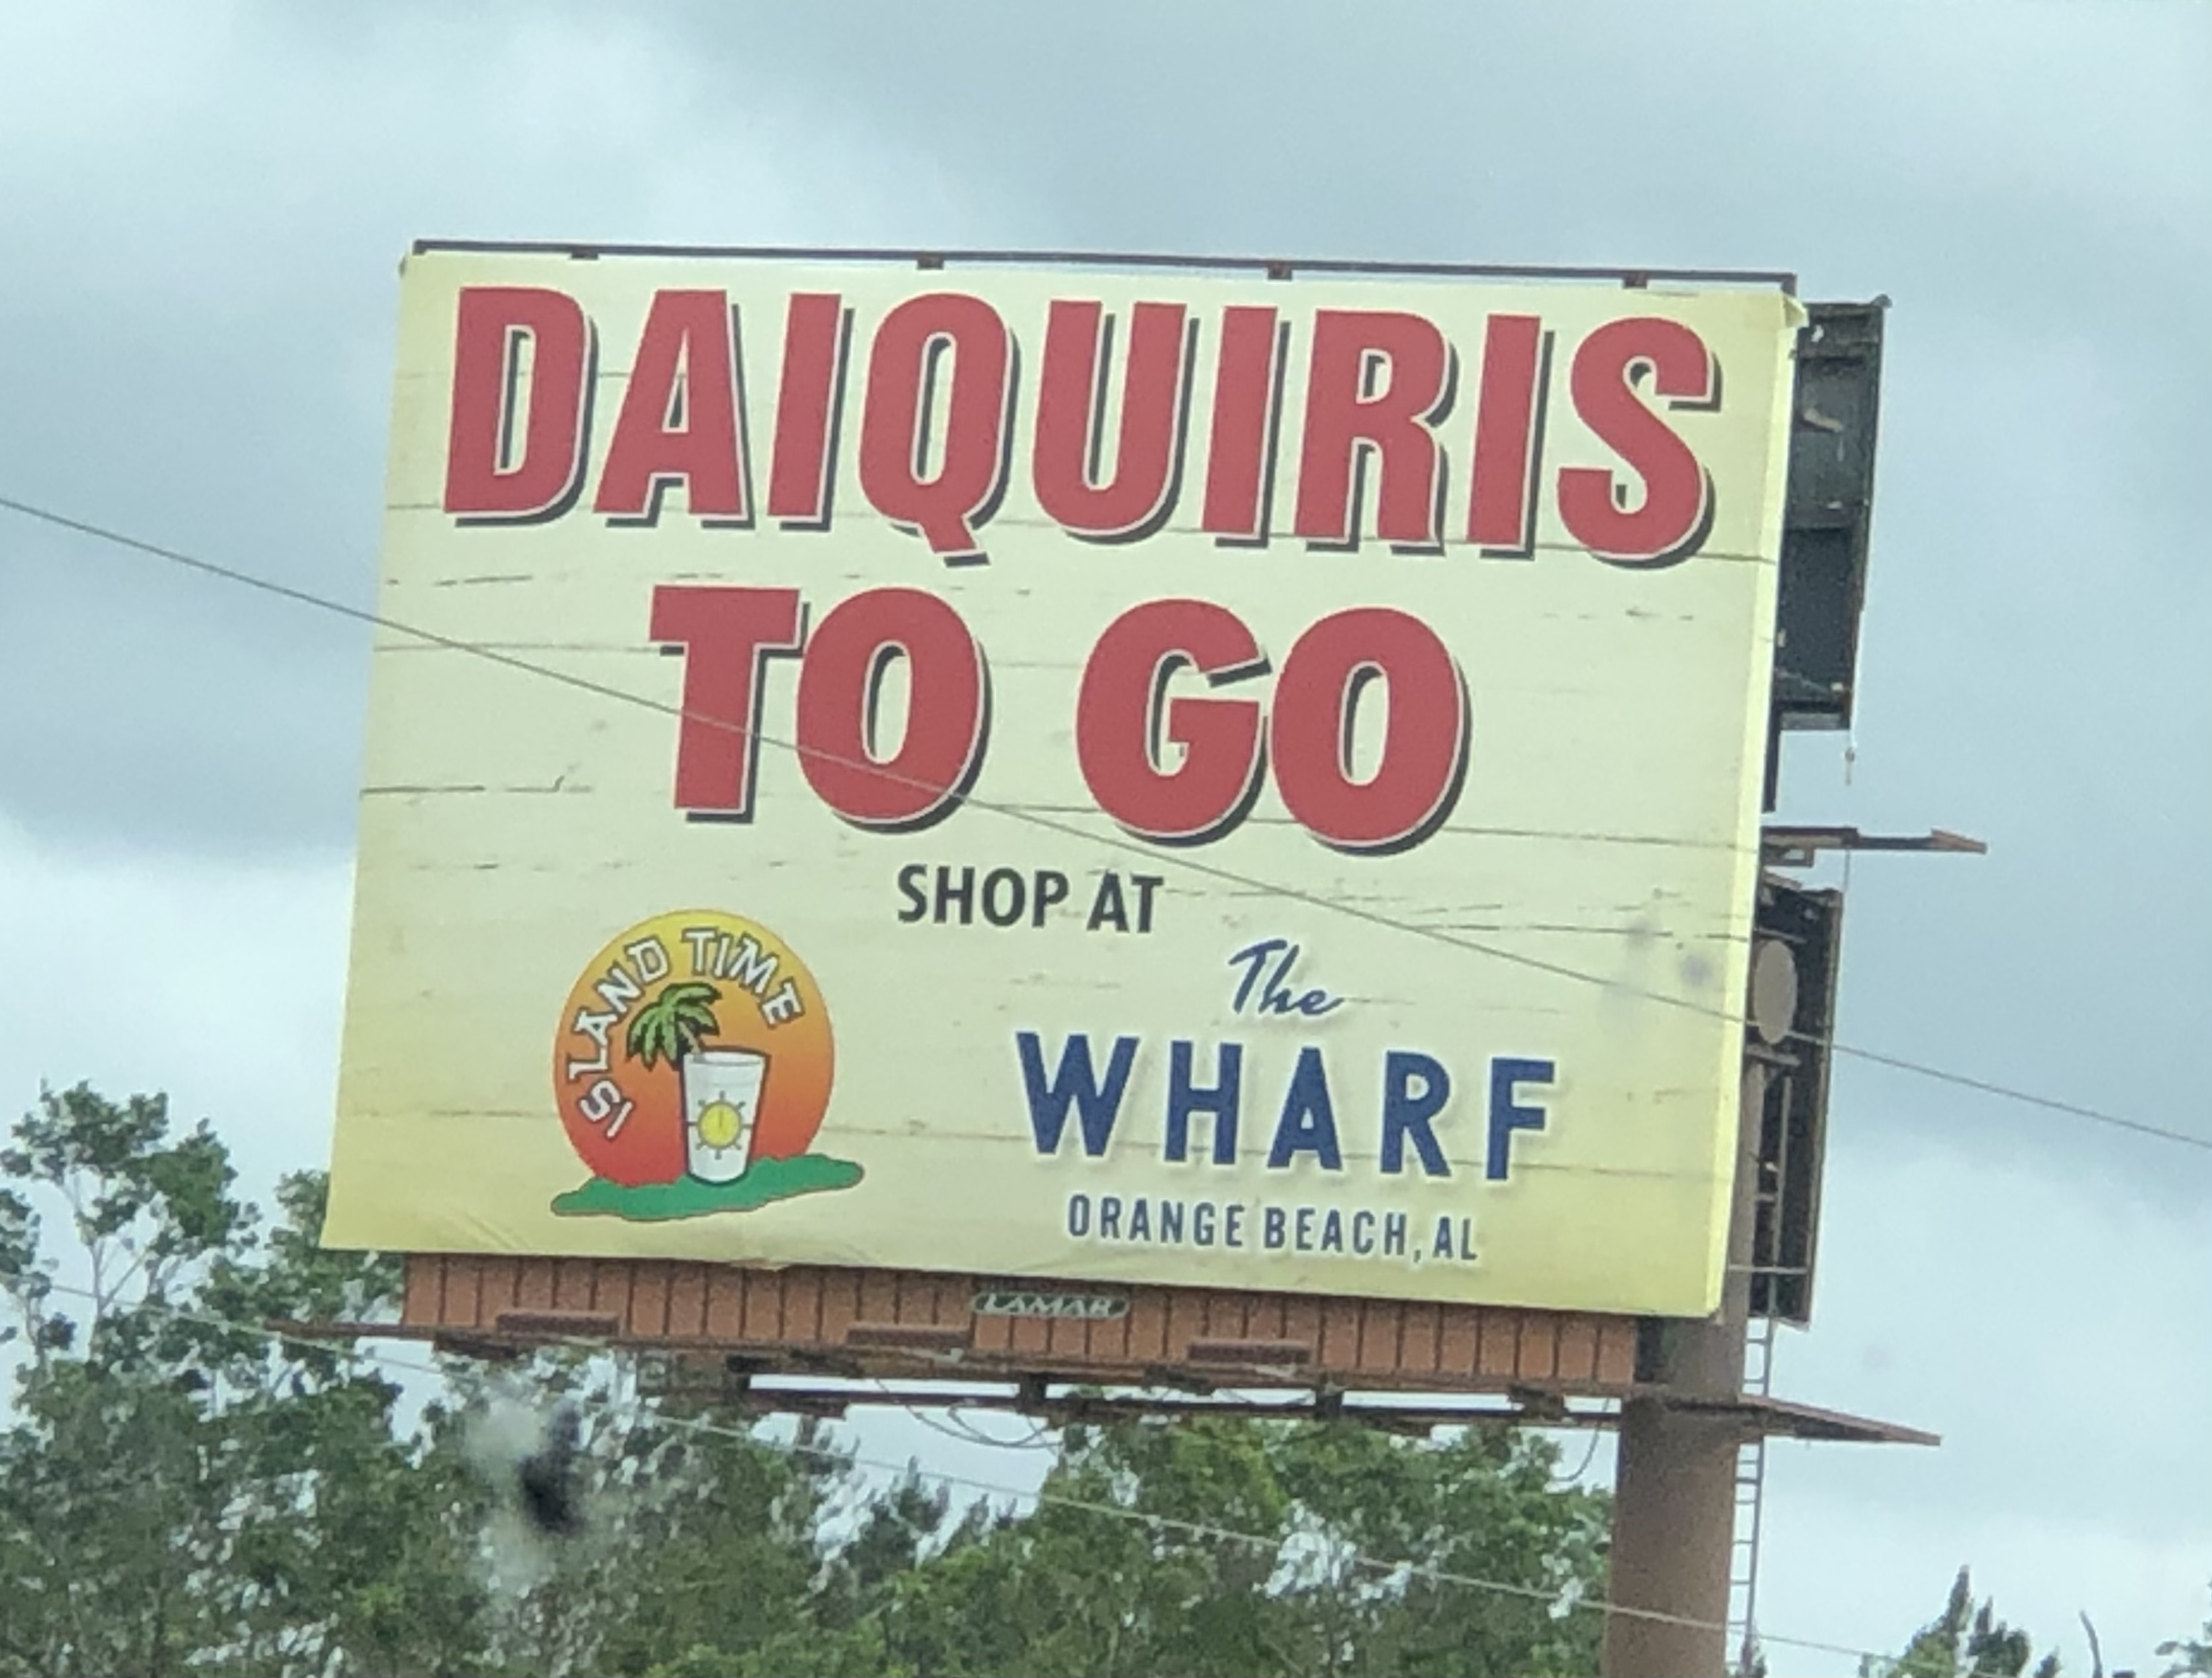 DAIQUIRIS
TO GO
SHOP AT
ISLAND TIME
The
WHARF
ORANGE BEACH, AL
LAMAR